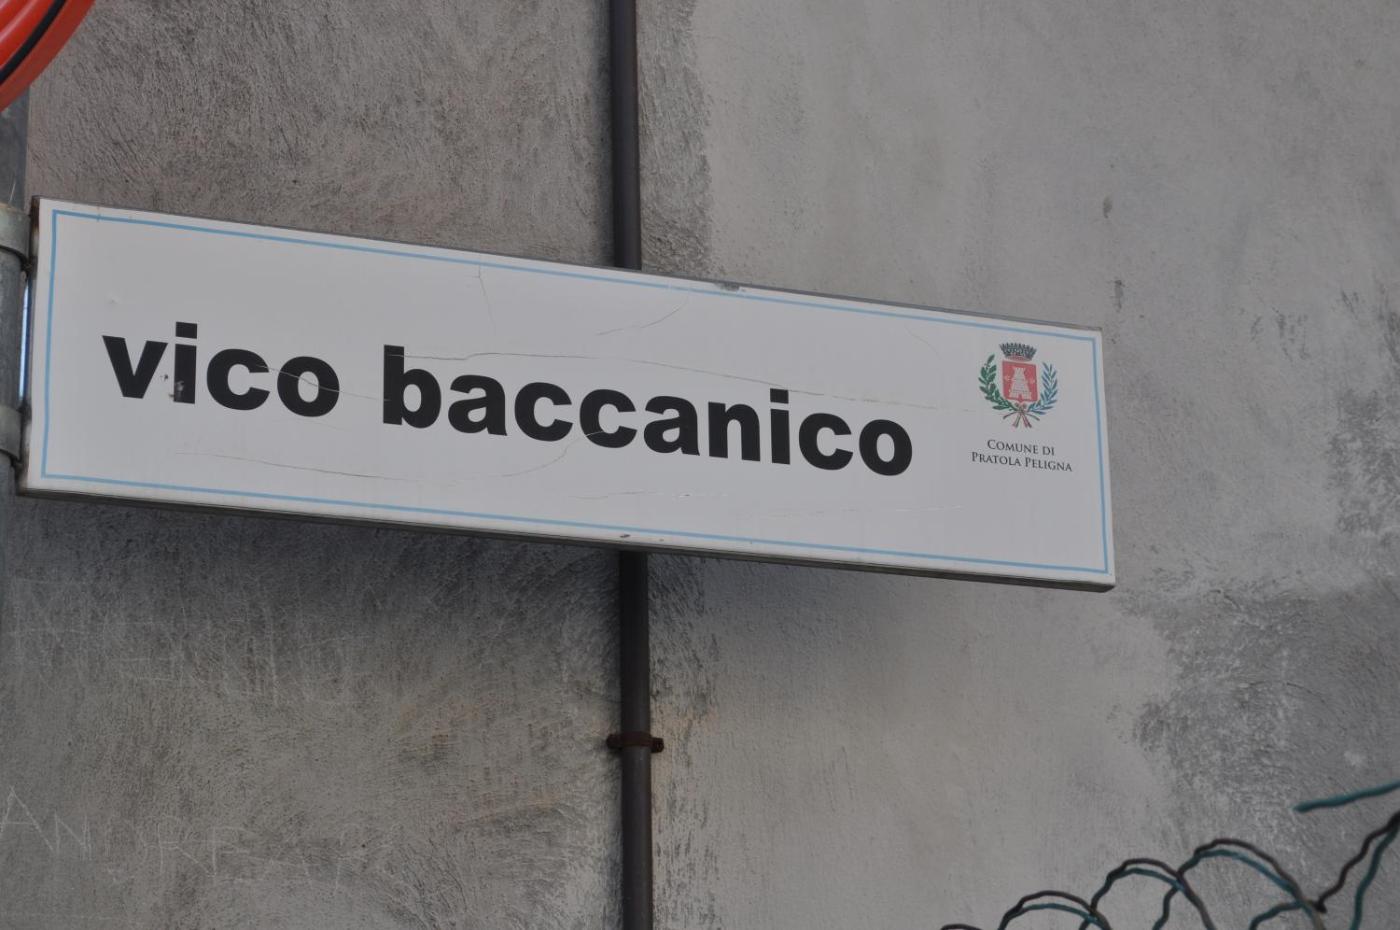 vico baccanico
COMUNE DI
PRATOLA PELIGNA